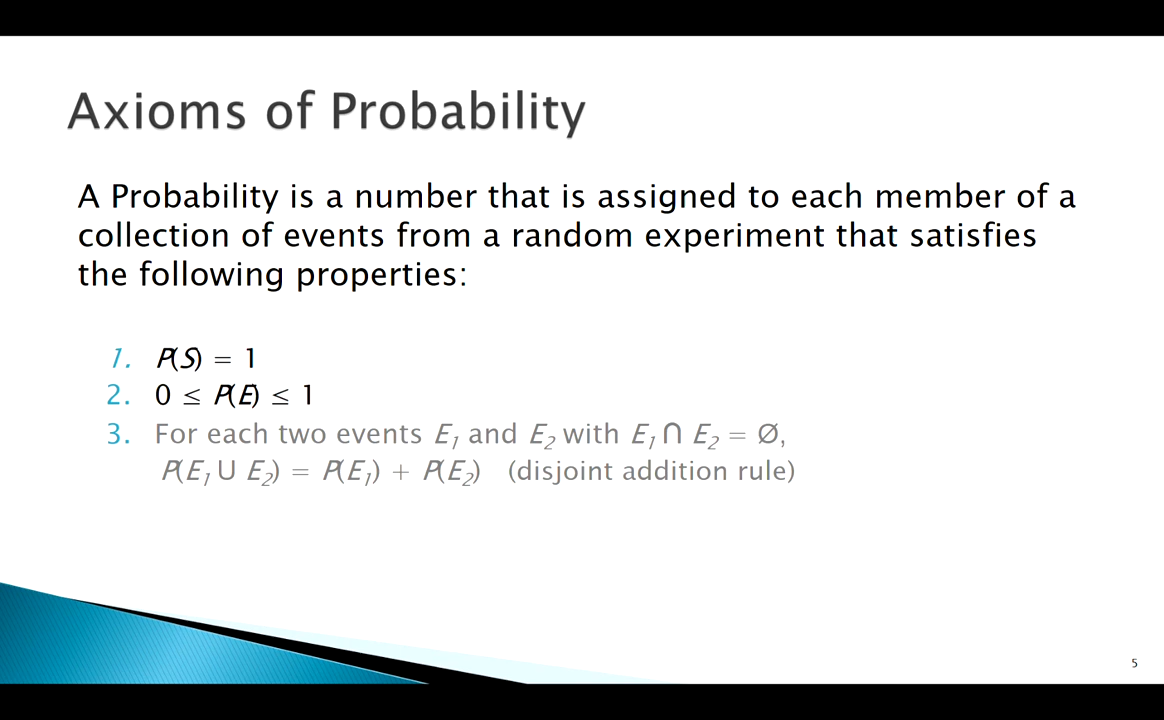 Axioms of Probability
A Probability is a number that is assigned to each member of a
collection of events from a random experiment that satisfies
the following properties:
1. P(S) = 1
2. 0 ≤ P(E) ≤ 1
3. For each two events E₁ and E₂ with E₁ ∩ E₂ = Ø,
P(E₁ U E₂) = P(E₁) + P(E₂) (disjoint addition rule)
5